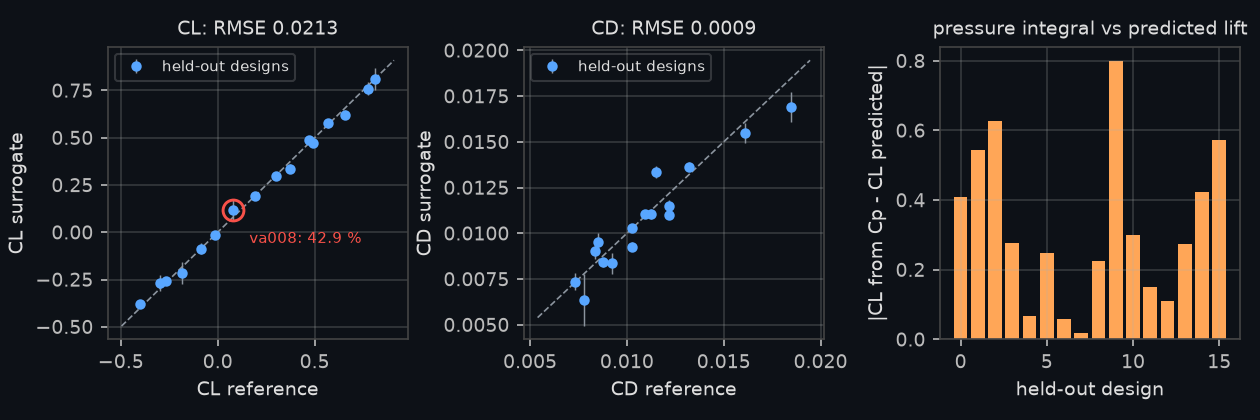 CL: RMSE 0.0213
held-out designs
va008: 42.9 %
0.75
0.50
0.25
0.00
−0.25
−0.50
−0.5
0.0
0.5
CL reference
CL surrogate
CD: RMSE 0.0009
held-out designs
0.0200
0.0175
0.0150
0.0125
0.0100
0.0075
0.0050
0.005
0.010
0.015
0.020
CD reference
CD surrogate
pressure integral vs predicted lift
0.8
0.6
0.4
0.2
0.0
0
5
10
15
held-out design
|CL from Cp - CL predicted|